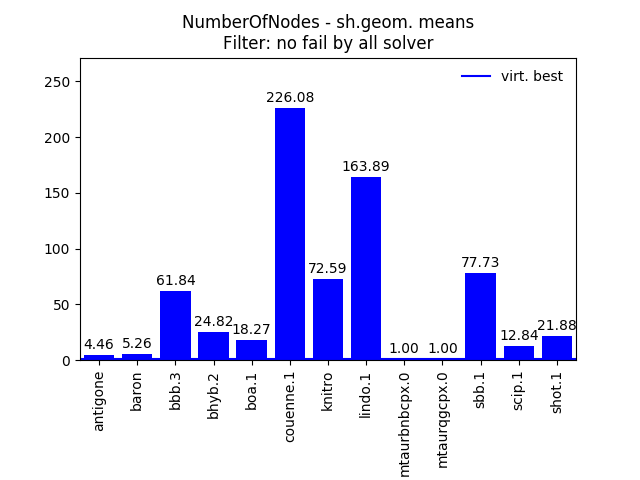 NumberOfNodes - sh.geom. means
Filter: no fail by all solver
virt. best
250
200
150
100
50
0
4.46
5.26
61.84
24.82
18.27
226.08
72.59
163.89
1.00
1.00
77.73
12.84
21.88
antigone
baron
bbb.3
bhyb.2
boa.1
couenne.1
knitro
lindo.1
mtaurbnbcpx.0
mtaurqgcpx.0
sbb.1
scip.1
shot.1